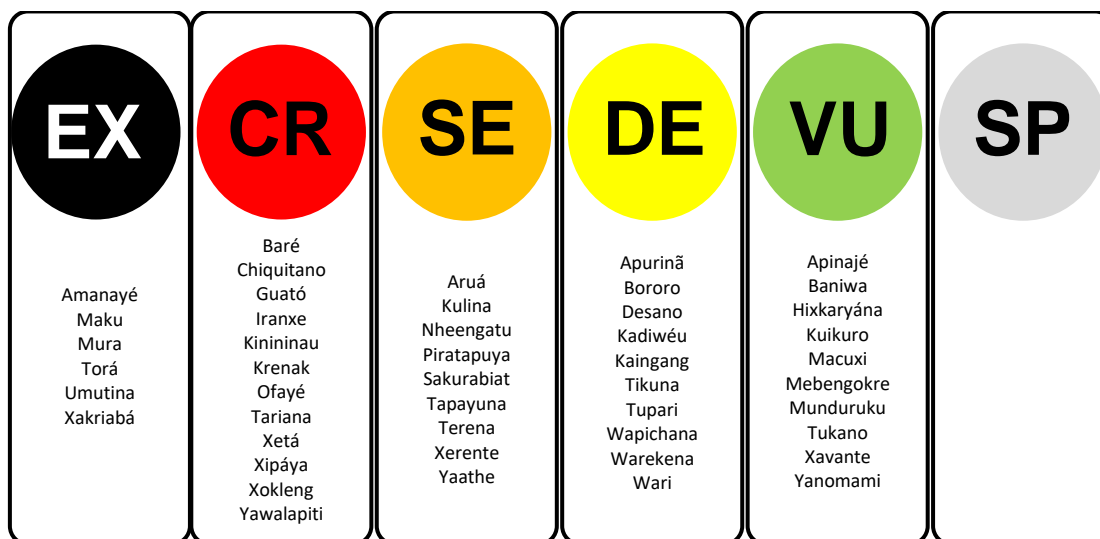 EX
Amanayé
Maku
Mura
Torá
Umutina
Xakriabá
CR
Baré
Chiquitano
Guató
Iranxe
Kinininau
Krenak
Ofayé
Tariana
Xetá
Xipáya
Xokleng
Yawalapiti
SE
Aruá
Kulina
Nheengatu
Piratapuya
Sakurabiat
Tapayuna
Terena
Xerente
Yaathe
DE
Apurinã
Bororo
Desano
Kadiwéu
Kaingang
Tikuna
Tupari
Wapichana
Warekena
Wari
VU
Apinajé
Baniwa
Hixkaryána
Kuikuro
Macuxi
Mebengokre
Munduruku
Tukano
Xavante
Yanomami
SP